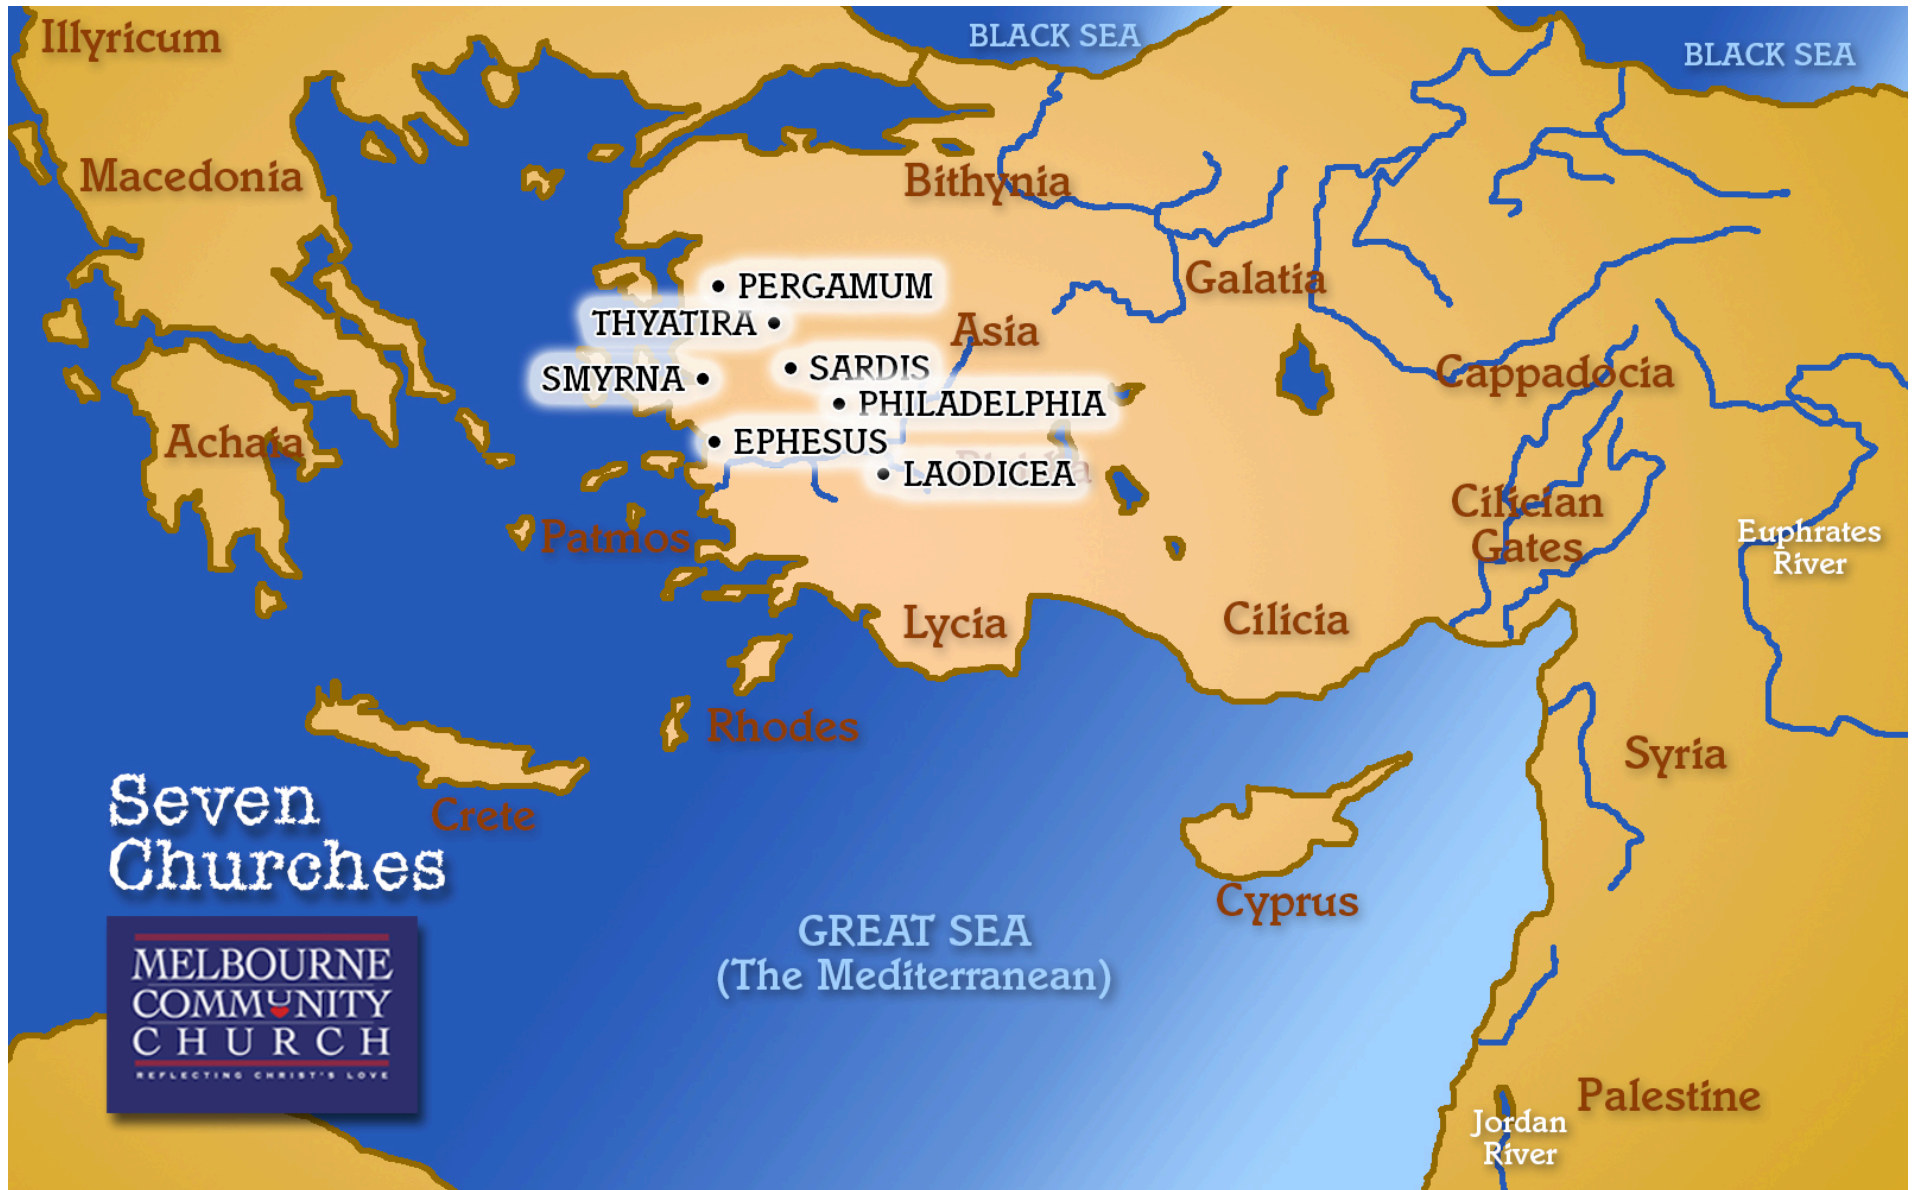 Illyricum
BLACK SEA
BLACK SEA
Macedonia
Bithynia
Galatia
• PERGAMUM
THYATIRA •
Asia
• SARDIS
SMYRNA •
Cappadocia
• PHILADELPHIA
Achaia
• EPHESUS
• LAODICEA
Cilician
Gates
Patmos
Euphrates
River
Lycia
Cilicia
Rhodes
Syria
Seven
Churches
Crete
Cyprus
GREAT SEA
(The Mediterranean)
MELBOURNE
COMMUNITY
CHURCH
REFLECTING CHRIST'S LOVE
Palestine
Jordan
River